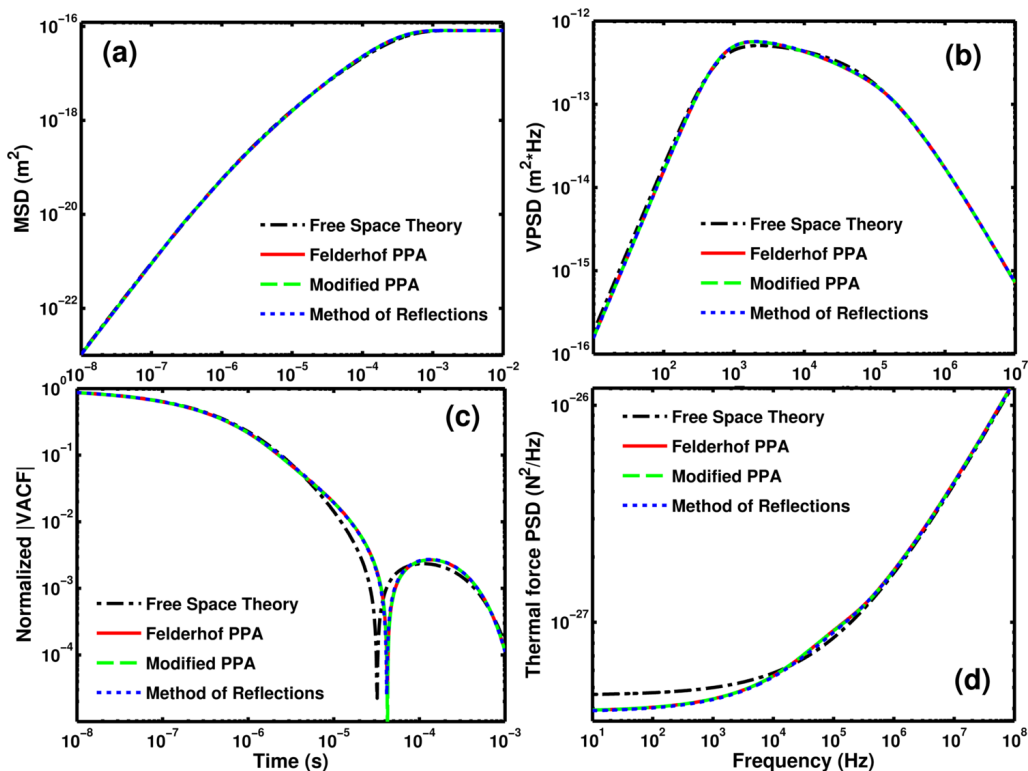 (a)
MSD (m²)
10⁻¹⁶
10⁻¹⁸
10⁻²⁰
10⁻²²
Free Space Theory
Felderhof PPA
Modified PPA
Method of Reflections
10⁻⁸ 10⁻⁷ 10⁻⁶ 10⁻⁵ 10⁻⁴ 10⁻³ 10⁻²
(b)
VPSD (m²*Hz)
10⁻¹²
10⁻¹³
10⁻¹⁴
10⁻¹⁵
10⁻¹⁶
Free Space Theory
Felderhof PPA
Modified PPA
Method of Reflections
10² 10³ 10⁴ 10⁵ 10⁶ 10⁷
(c)
Normalized |VACF|
10⁰
10⁻¹
10⁻²
10⁻³
10⁻⁴
Free Space Theory
Felderhof PPA
Modified PPA
Method of Reflections
10⁻⁸ 10⁻⁷ 10⁻⁶ 10⁻⁵ 10⁻⁴ 10⁻³
Time (s)
(d)
Thermal force PSD (N²/Hz)
10⁻²⁶
10⁻²⁷
Free Space Theory
Felderhof PPA
Modified PPA
Method of Reflections
10¹ 10² 10³ 10⁴ 10⁵ 10⁶ 10⁷ 10⁸
Frequency (Hz)